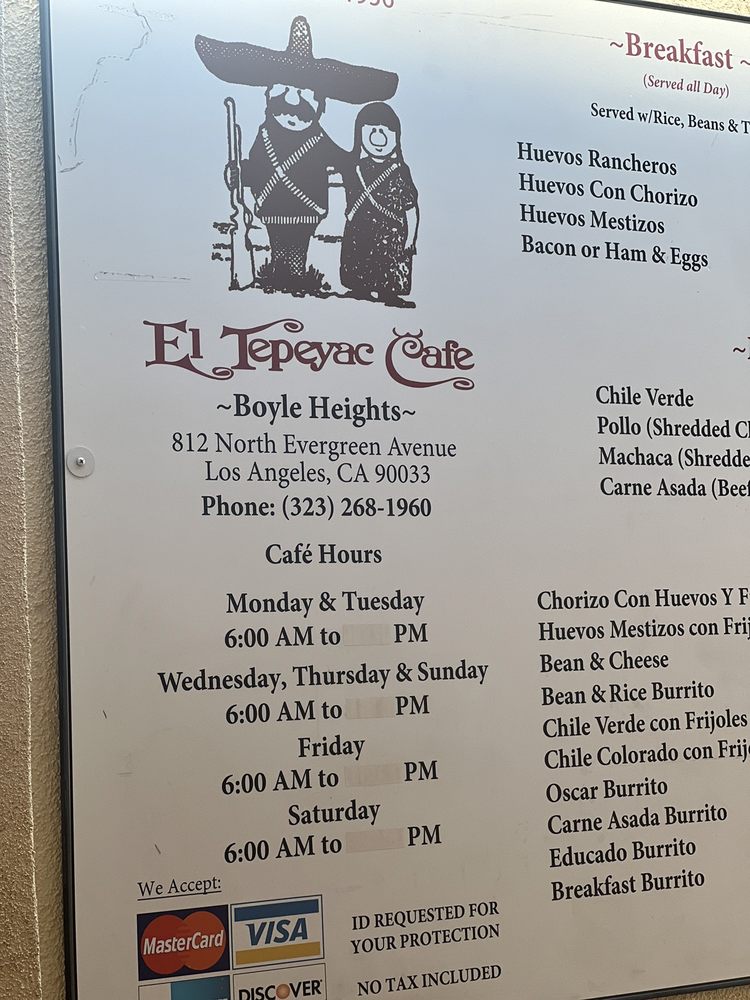 El Tepeyac Cafe
~Boyle Heights~
812 North Evergreen Avenue
Los Angeles, CA 90033
Phone: (323) 268-1960
Café Hours
Monday & Tuesday
6:00 AM to PM
Wednesday, Thursday & Sunday
6:00 AM to PM
Friday
6:00 AM to PM
Saturday
6:00 AM to PM
We Accept:
MasterCard
VISA
DISCOVER
ID REQUESTED FOR
YOUR PROTECTION
NO TAX INCLUDED
~Breakfast ~
(Served all Day)
Served w/Rice, Beans & T
Huevos Rancheros
Huevos Con Chorizo
Huevos Mestizos
Bacon or Ham & Eggs
Chile Verde
Pollo (Shredded
Machaca (Shredde
Carne Asada (Beef
Chorizo Con Huevos Y F
Huevos Mestizos con Frij
Bean & Cheese
Bean & Rice Burrito
Chile Verde con Frijoles
Chile Colorado con Frijo
Oscar Burrito
Carne Asada Burrito
Educado Burrito
Breakfast Burrito